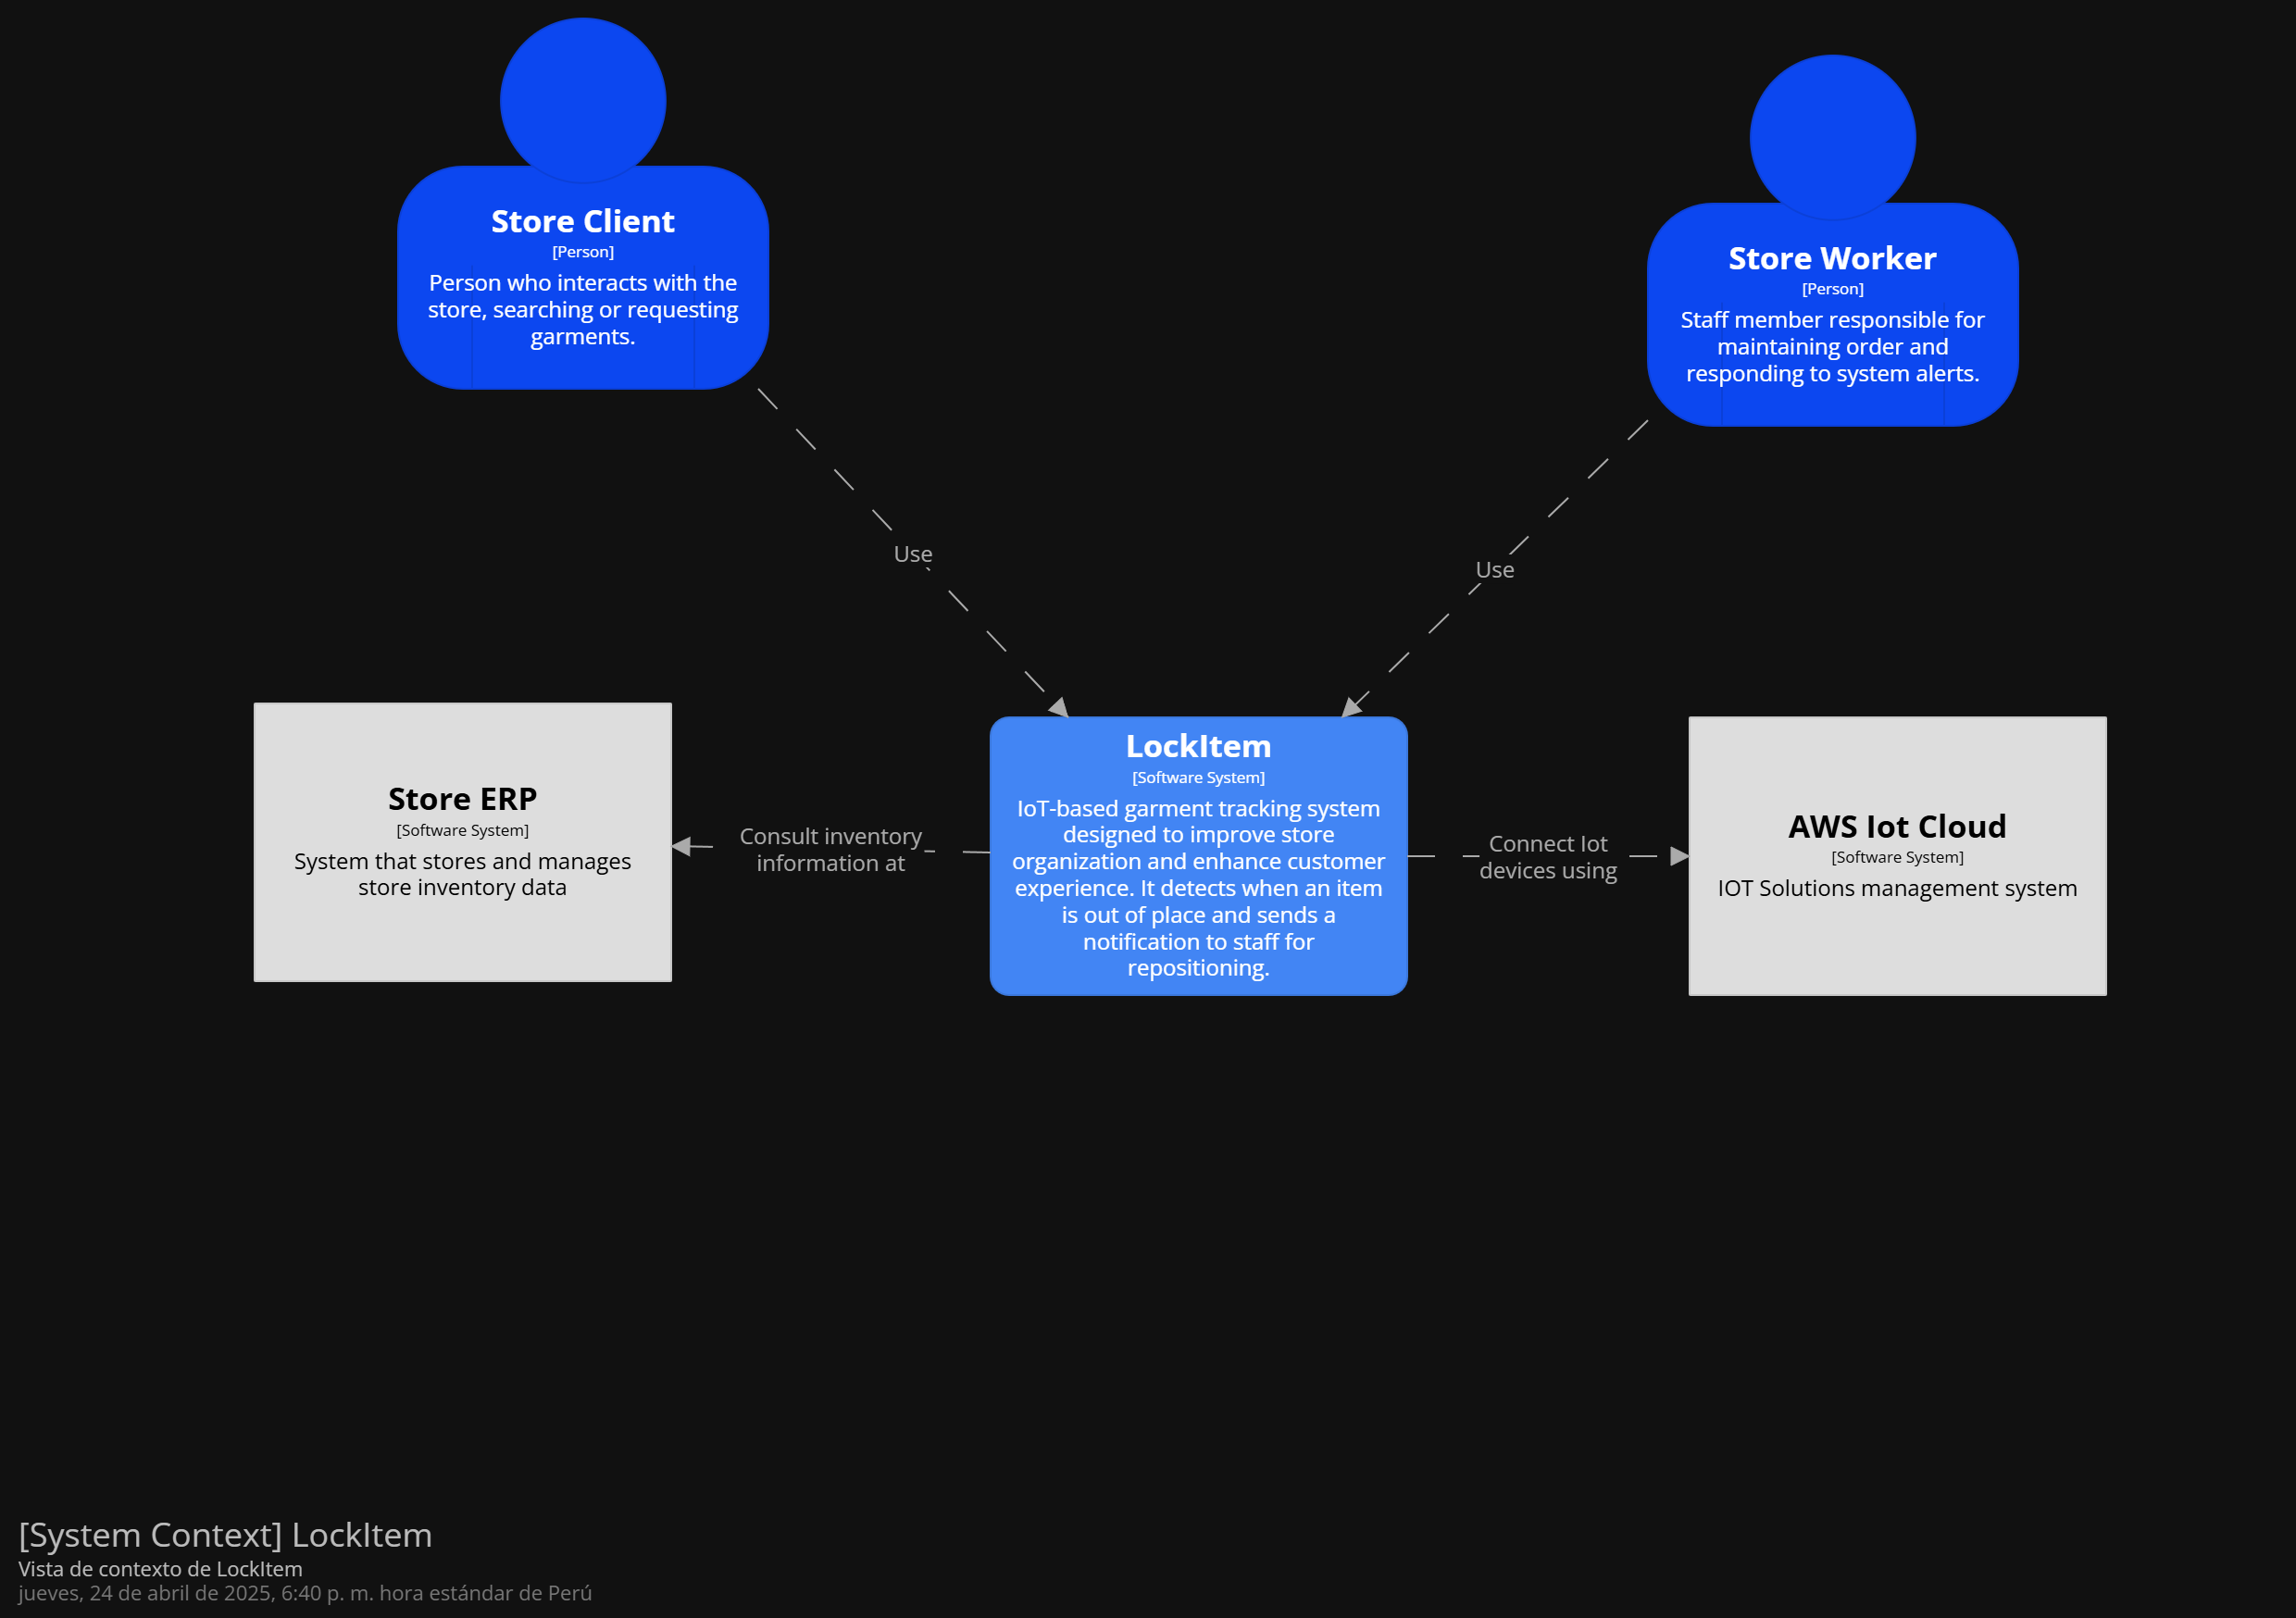 Store Client
[Person]
Person who interacts with the
store, searching or requesting
garments.
Store Worker
[Person]
Staff member responsible for
maintaining order and
responding to system alerts.
Use
Use
Store ERP
[Software System]
System that stores and manages
store inventory data
Consult inventory
information at
LockItem
[Software System]
IoT-based garment tracking system
designed to improve store
organization and enhance customer
experience. It detects when an item
is out of place and sends a
notification to staff for
repositioning.
Connect Iot
devices using
AWS Iot Cloud
[Software System]
IOT Solutions management system
[System Context] LockItem
Vista de contexto de LockItem
jueves, 24 de abril de 2025, 6:40 p. m. hora estándar de Perú